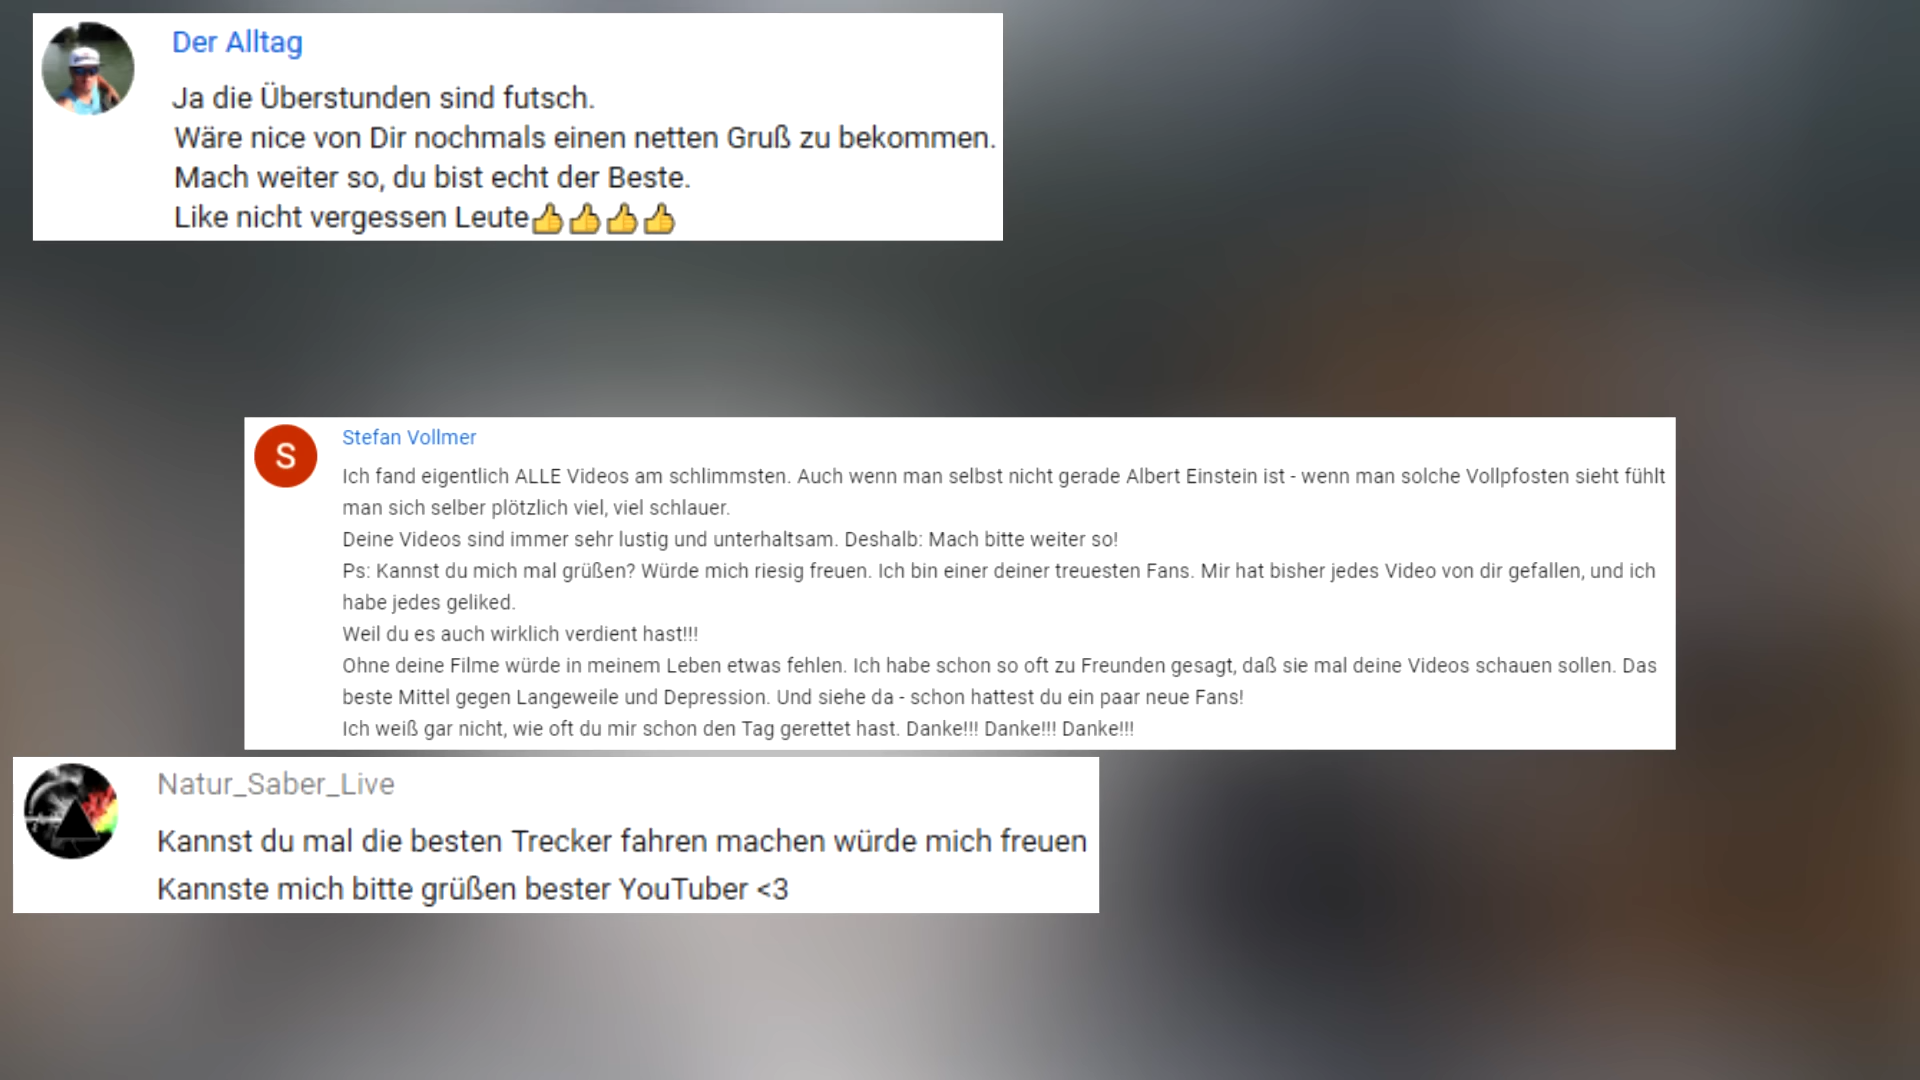 Der Alltag
Ja die Überstunden sind futsch.
Wäre nice von Dir nochmals einen netten Gruß zu bekommen.
Mach weiter so, du bist echt der Beste.
Like nicht vergessen Leute👍👍👍👍
S
Stefan Vollmer
Ich fand eigentlich ALLE Videos am schlimmsten. Auch wenn man selbst nicht gerade Albert Einstein ist - wenn man solche Vollpfosten sieht fühlt
man sich selber plötzlich viel, viel schlauer.
Deine Videos sind immer sehr lustig und unterhaltsam. Deshalb: Mach bitte weiter so!
Ps: Kannst du mich mal grüßen? Würde mich riesig freuen. Ich bin einer deiner treuesten Fans. Mir hat bisher jedes Video von dir gefallen, und ich
habe jedes geliked.
Weil du es auch wirklich verdient hast!!!
Ohne deine Filme würde in meinem Leben etwas fehlen. Ich habe schon so oft zu Freunden gesagt, daß sie mal deine Videos schauen sollen. Das
beste Mittel gegen Langeweile und Depression. Und siehe da - schon hattest du ein paar neue Fans!
Ich weiß gar nicht, wie oft du mir schon den Tag gerettet hast. Danke!!! Danke!!! Danke!!!
Natur_Saber_Live
Kannst du mal die besten Trecker fahren machen würde mich freuen
Kannste mich bitte grüßen bester YouTuber <3